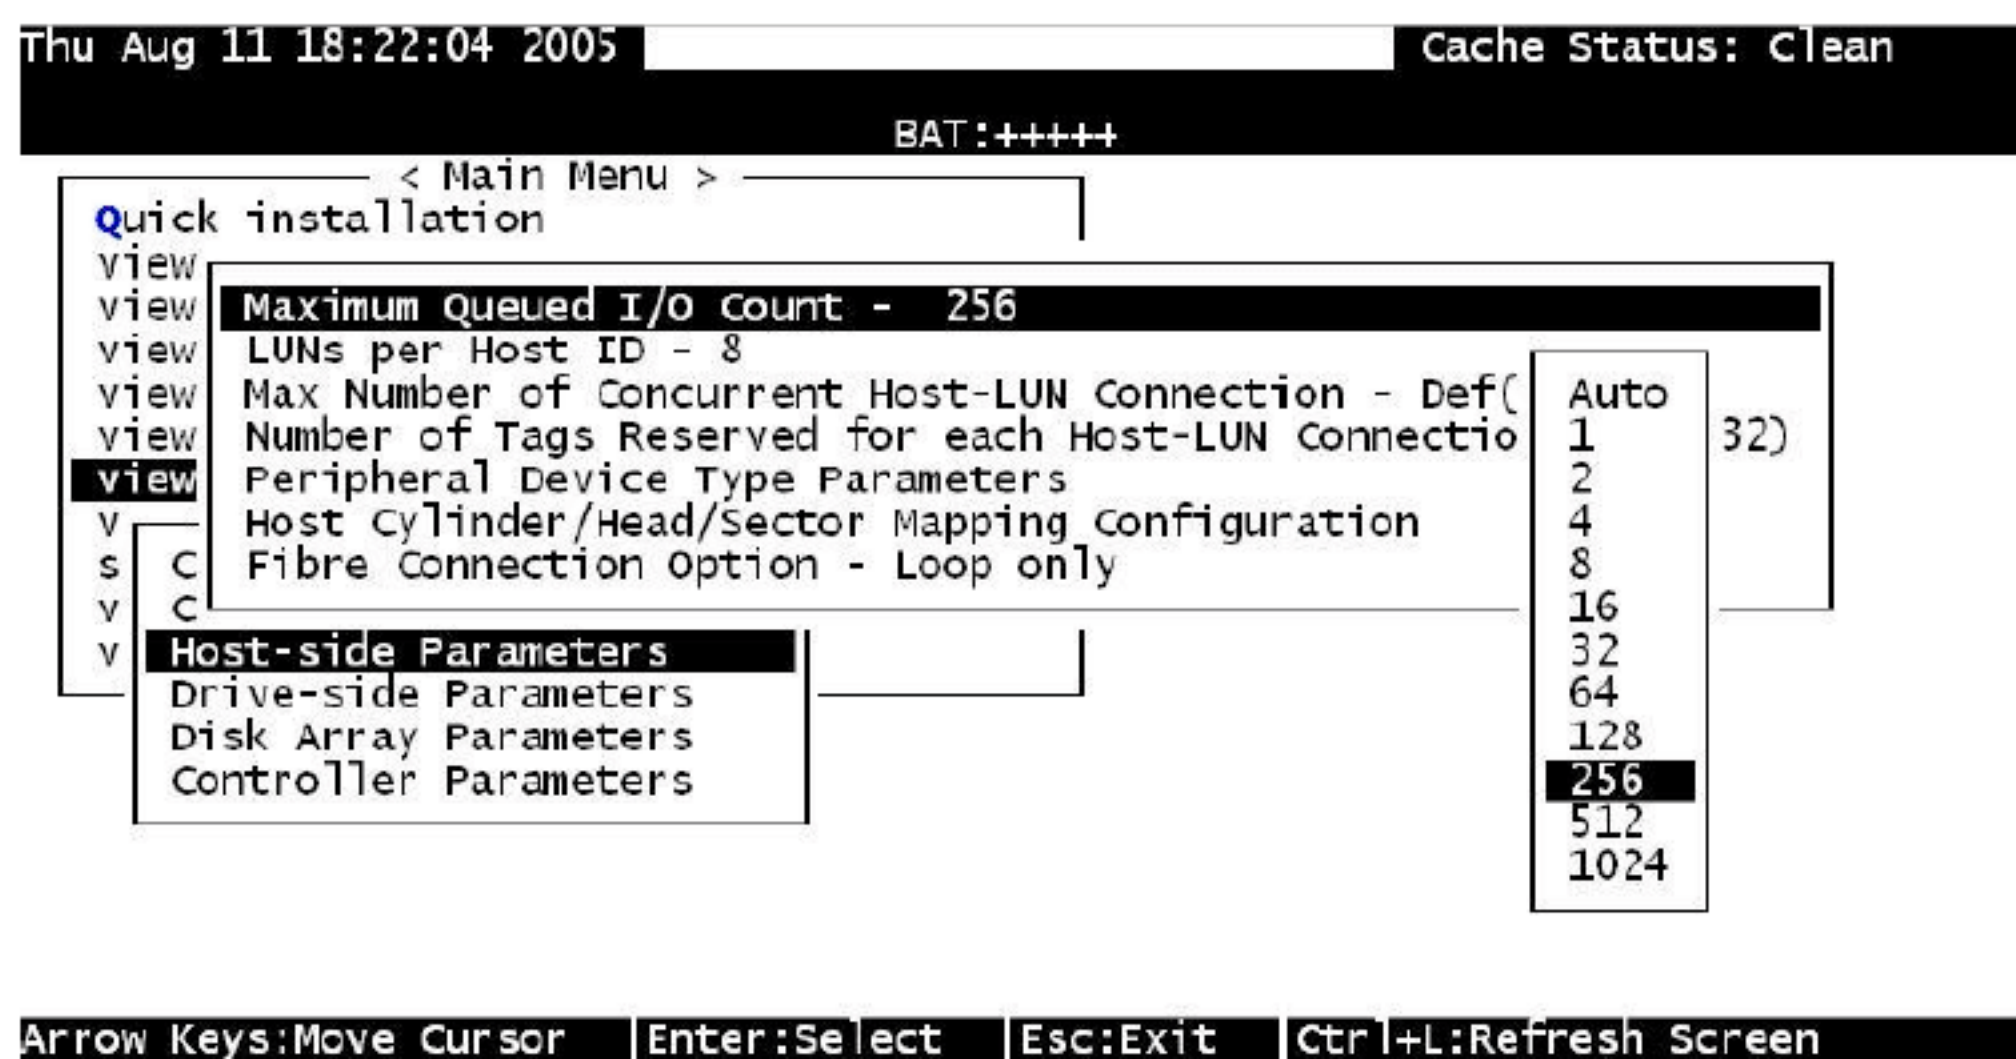 Thu Aug 11 18:22:04 2005 Cache Status: Clean
BAT:+++++
< Main Menu >
Quick installation
view
view Maximum Queued I/O Count - 256
view LUNs per Host ID - 8
view Max Number of Concurrent Host-LUN Connection - Def( Auto
view Number of Tags Reserved for each Host-LUN Connectio 1 32)
view Peripheral Device Type Parameters 2
v Host Cylinder/Head/Sector Mapping Configuration 4
s C Fibre Connection Option - Loop only 8
v C 16
v Host-side Parameters 32
Drive-side Parameters 64
Disk Array Parameters 128
Controller Parameters 256
512
1024
Arrow Keys:Move Cursor |Enter:Select |Esc:Exit |Ctrl+L:Refresh Screen